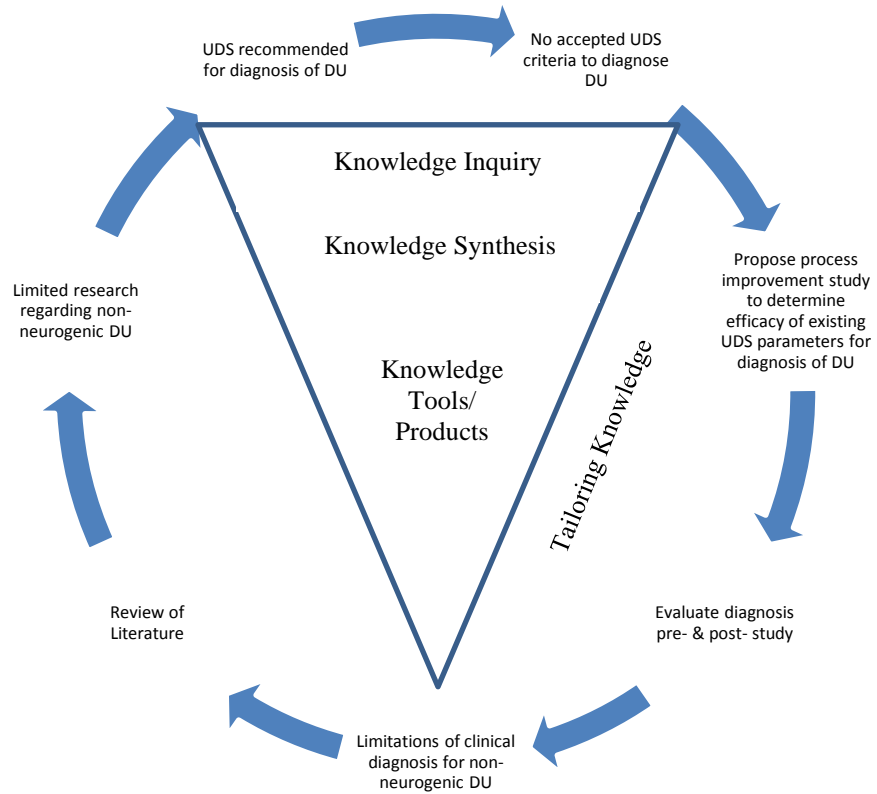 UDS recommended
for diagnosis of DU
No accepted UDS
criteria to diagnose
DU
Knowledge Inquiry
Knowledge Synthesis
Knowledge
Tools/
Products
Tailoring Knowledge
Propose process
improvement study
to determine
efficacy of existing
UDS parameters for
diagnosis of DU
Evaluate diagnosis
pre- & post- study
Limitations of clinical
diagnosis for non-
neurogenic DU
Review of
Literature
Limited research
regarding non-
neurogenic DU